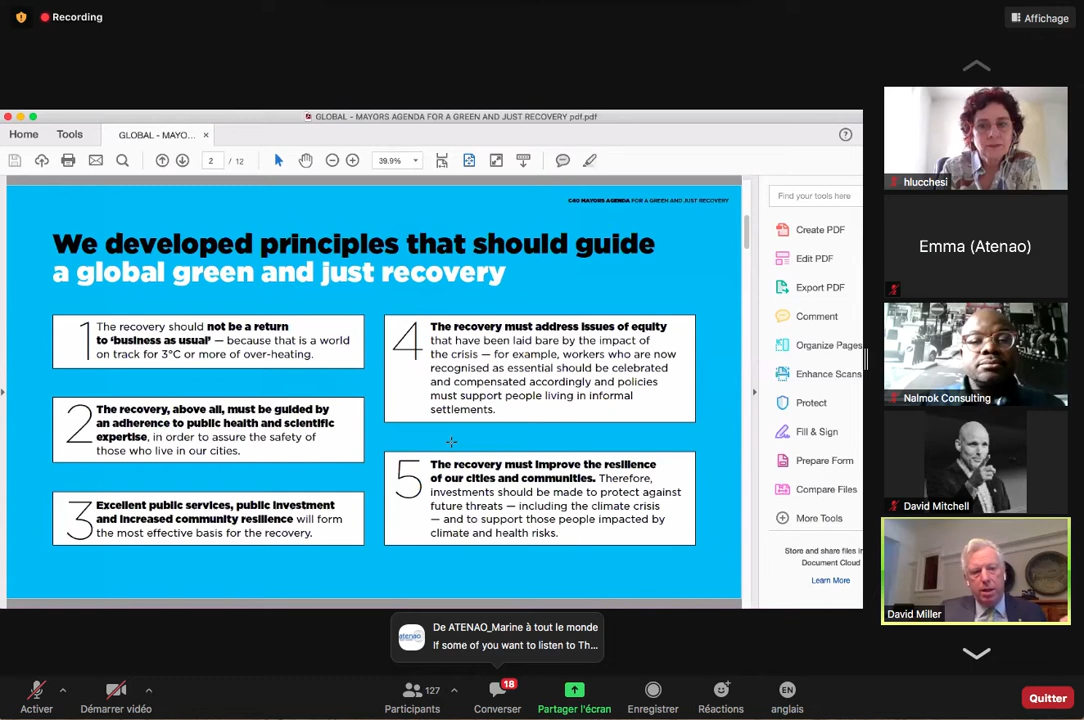 Recording
Affichage
GLOBAL - MAYORS AGENDA FOR A GREEN AND JUST RECOVERY pdf.pdf
Home
Tools
GLOBAL - MAYO... ×
2 / 12
39.9%
C40 MAYORS AGENDA FOR A GREEN AND JUST RECOVERY
We developed principles that should guide
a global green and just recovery
1
The recovery should not be a return
to ‘business as usual’ — because that is a world
on track for 3°C or more of over-heating.
2
The recovery, above all, must be guided by
an adherence to public health and scientific
expertise, in order to assure the safety of
those who live in our cities.
3
Excellent public services, public investment
and increased community resilience will form
the most effective basis for the recovery.
4
The recovery must address issues of equity
that have been laid bare by the impact of
the crisis — for example, workers who are now
recognised as essential should be celebrated
and compensated accordingly and policies
must support people living in informal
settlements.
5
The recovery must improve the resilience
of our cities and communities. Therefore,
investments should be made to protect against
future threats — including the climate crisis
— and to support those people impacted by
climate and health risks.
Find your tools here
Create PDF
Edit PDF
Export PDF
Comment
Organize Pages
Enhance Scans
Protect
Fill & Sign
Prepare Form
Compare Files
More Tools
Store and share files in
Document Cloud
Learn More
hlucchesi
Emma (Atenao)
Nalmok Consulting
David Mitchell
David Miller
atenao
De ATENAO_Marine à tout le monde
If some of you want to listen to Th...
Activer
Démarrer vidéo
127
Participants
18
Converser
Partager l'écran
Enregistrer
Réactions
EN
anglais
Quitter